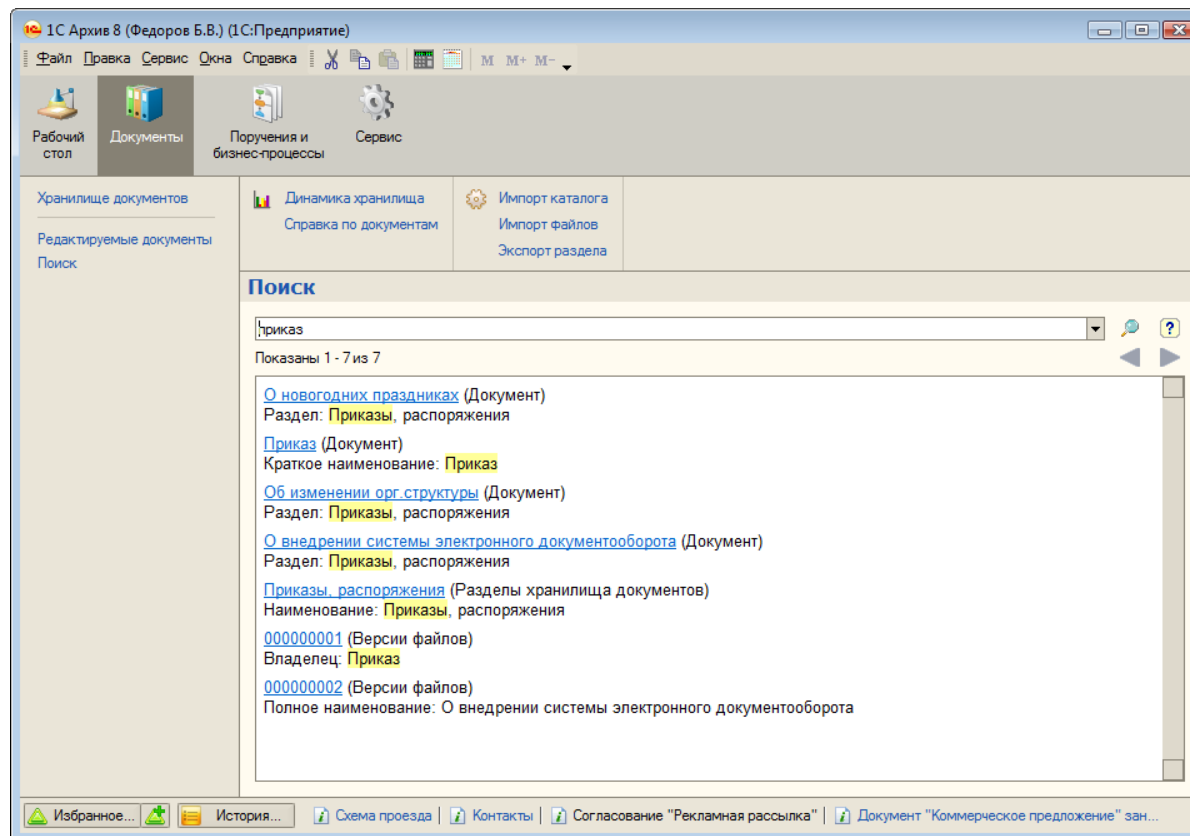 1С Архив 8 (Федоров Б.В.) (1С:Предприятие)
Файл Правка Сервис Окна Справка M M+ M-
Рабочий стол
Документы
Поручения и бизнес-процессы
Сервис
Хранилище документов
Редактируемые документы
Поиск
Динамика хранилища
Справка по документам
Импорт каталога
Импорт файлов
Экспорт раздела
Поиск
приказ
Показаны 1 - 7 из 7
О новогодних праздниках (Документ)
Раздел: Приказы, распоряжения
Приказ (Документ)
Краткое наименование: Приказ
Об изменении орг.структуры (Документ)
Раздел: Приказы, распоряжения
О внедрении системы электронного документооборота (Документ)
Раздел: Приказы, распоряжения
Приказы, распоряжения (Разделы хранилища документов)
Наименование: Приказы, распоряжения
000000001 (Версии файлов)
Владелец: Приказ
000000002 (Версии файлов)
Полное наименование: О внедрении системы электронного документооборота
Избранное... История... Схема проезда Контакты Согласование "Рекламная рассылка" Документ "Коммерческое предложение" зан...